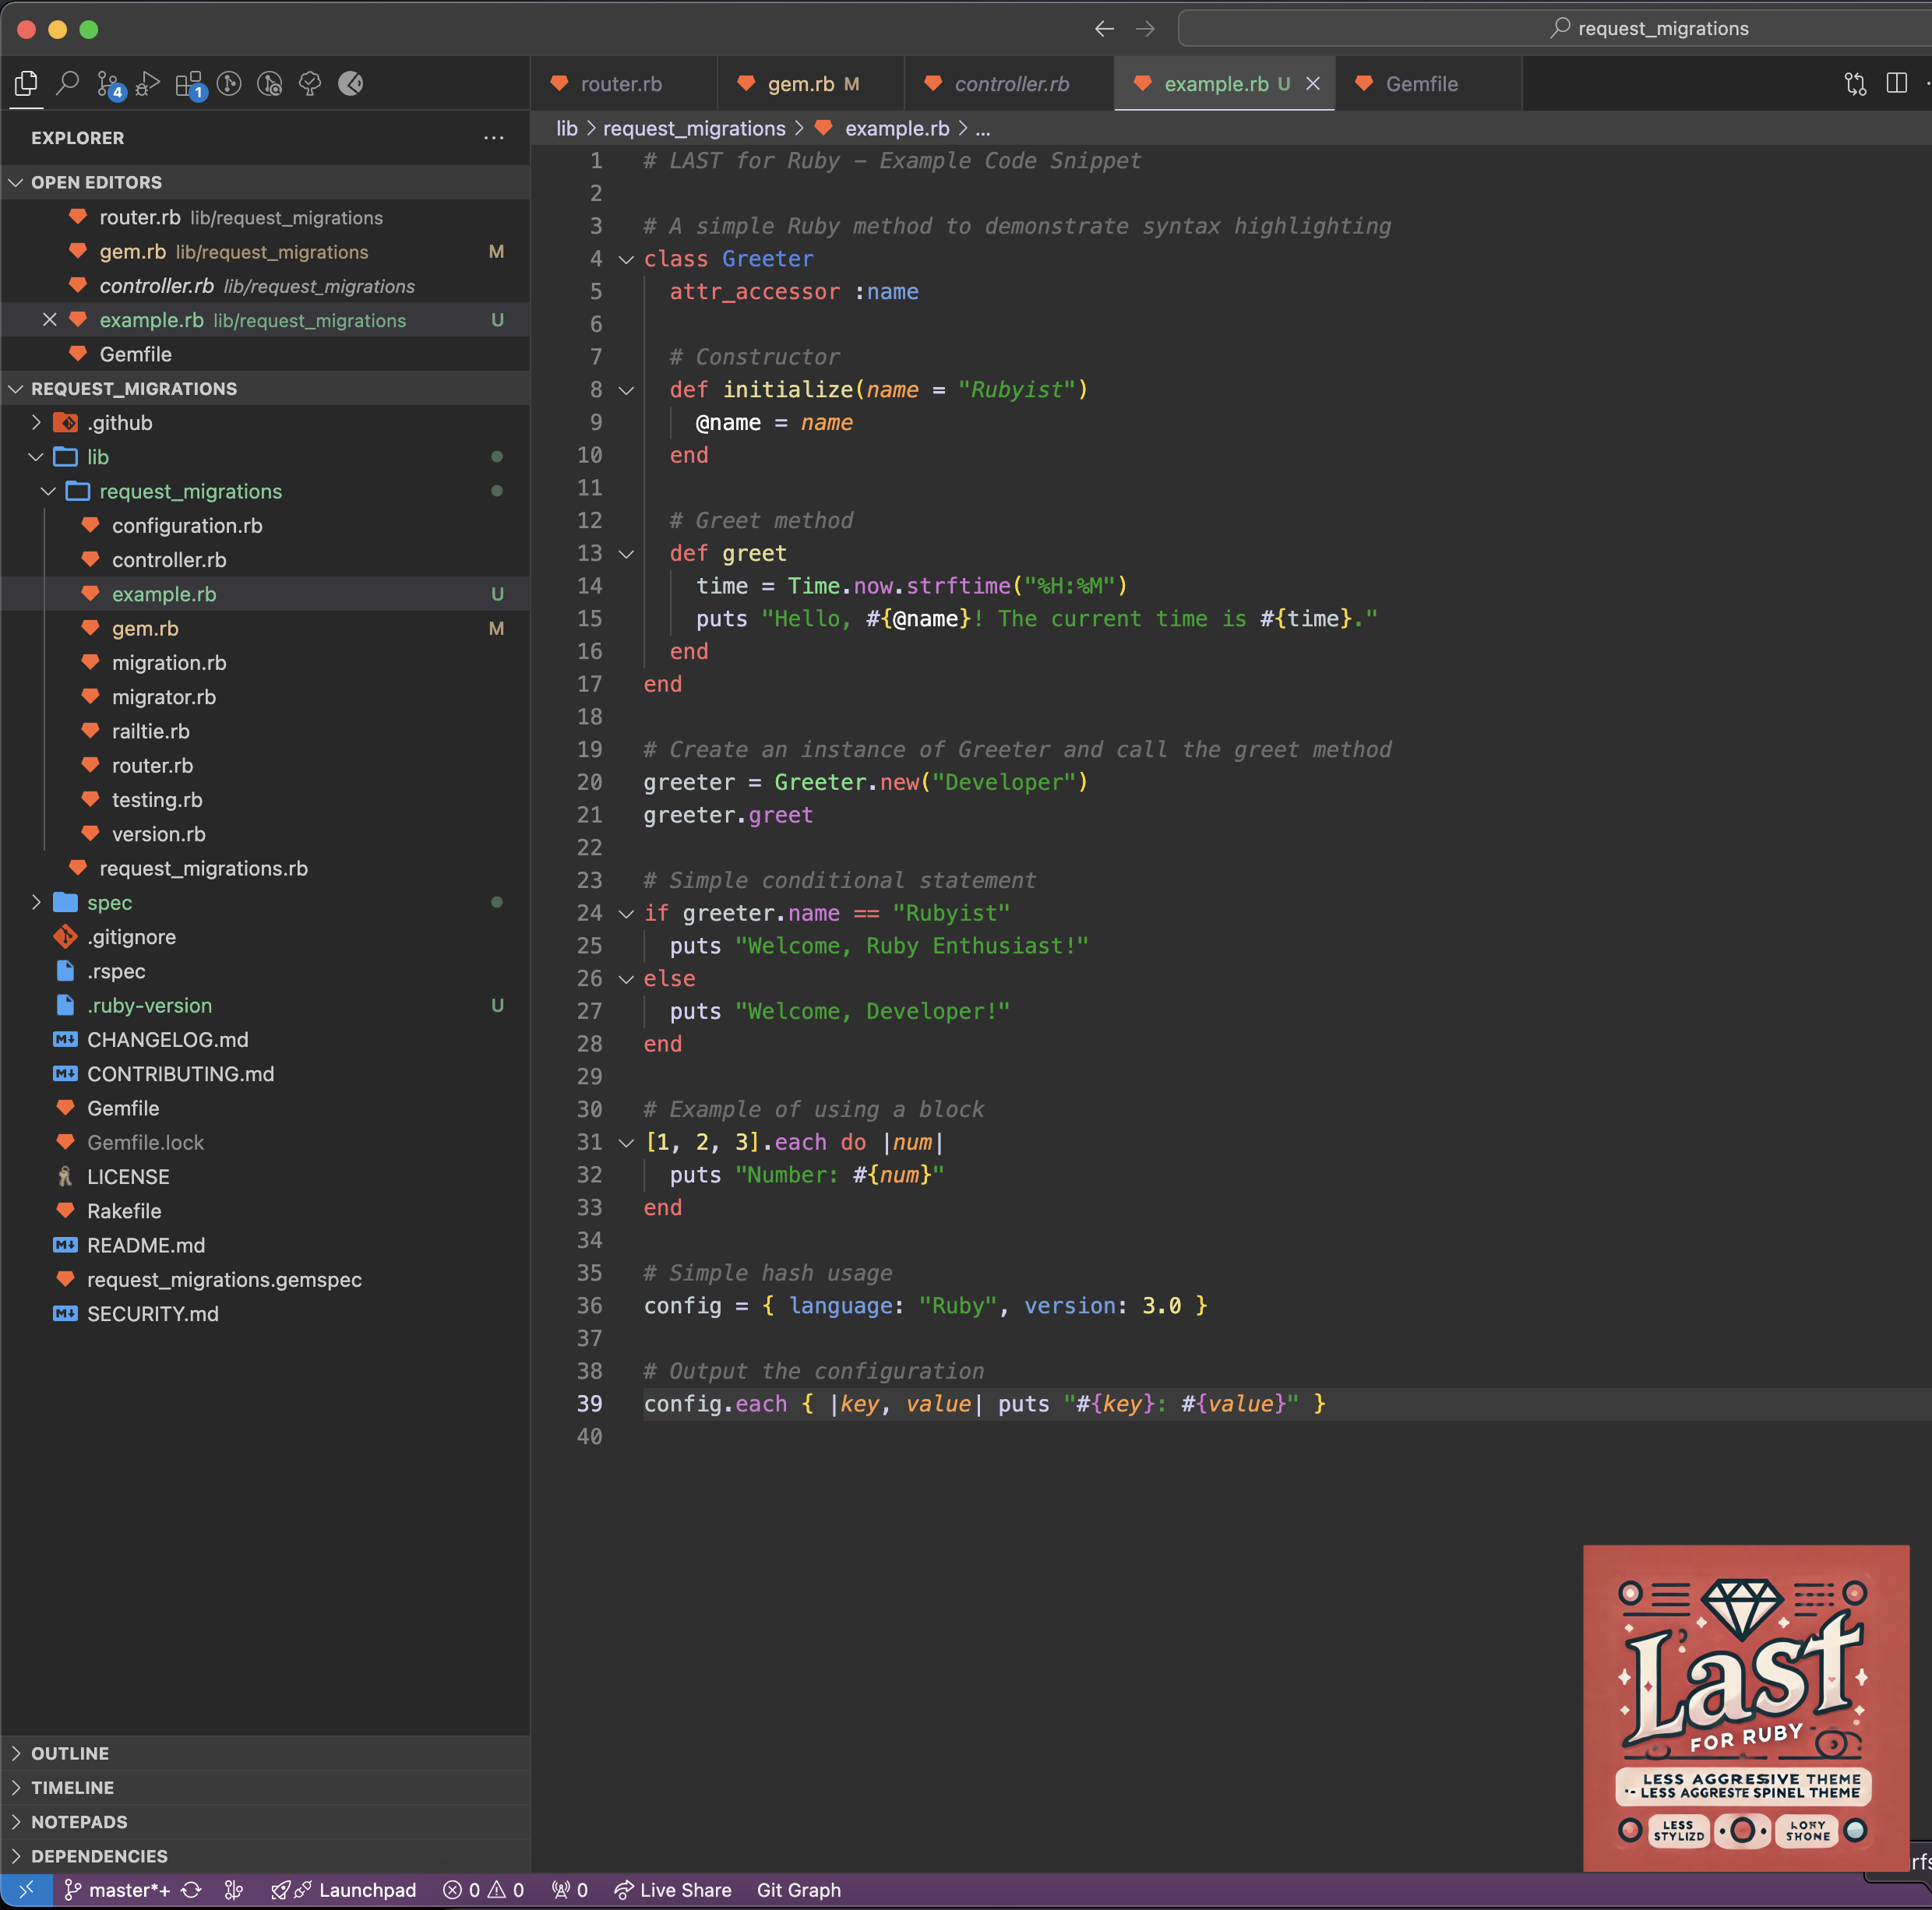 request_migrations
4
1
router.rb
gem.rb M
controller.rb
example.rb U
Gemfile
EXPLORER
lib > request_migrations > example.rb > ...
OPEN EDITORS
router.rb lib/request_migrations
gem.rb lib/request_migrations M
controller.rb lib/request_migrations
example.rb lib/request_migrations U
Gemfile
REQUEST_MIGRATIONS
.github
lib
request_migrations
configuration.rb
controller.rb
example.rb U
gem.rb M
migration.rb
migrator.rb
railtie.rb
router.rb
testing.rb
version.rb
request_migrations.rb
spec
.gitignore
.rspec
.ruby-version U
CHANGELOG.md
CONTRIBUTING.md
Gemfile
Gemfile.lock
LICENSE
Rakefile
README.md
request_migrations.gemspec
SECURITY.md
OUTLINE
TIMELINE
NOTEPADS
DEPENDENCIES
1 # LAST for Ruby – Example Code Snippet
2
3 # A simple Ruby method to demonstrate syntax highlighting
4 class Greeter
5 attr_accessor :name
6
7 # Constructor
8 def initialize(name = "Rubyist")
9 @name = name
10 end
11
12 # Greet method
13 def greet
14 time = Time.now.strftime("%H:%M")
15 puts "Hello, #{@name}! The current time is #{time}."
16 end
17 end
18
19 # Create an instance of Greeter and call the greet method
20 greeter = Greeter.new("Developer")
21 greeter.greet
22
23 # Simple conditional statement
24 if greeter.name == "Rubyist"
25 puts "Welcome, Ruby Enthusiast!"
26 else
27 puts "Welcome, Developer!"
28 end
29
30 # Example of using a block
31 [1, 2, 3].each do |num|
32 puts "Number: #{num}"
33 end
34
35 # Simple hash usage
36 config = { language: "Ruby", version: 3.0 }
37
38 # Output the configuration
39 config.each { |key, value| puts "#{key}: #{value}" }
40
Last
FOR RUBY
LESS AGGRESIVE THEME
LESS AGGRESTE SPINEL THEME
LESS
STYLIZD
master*+
Launchpad
0
0
0
Live Share
Git Graph